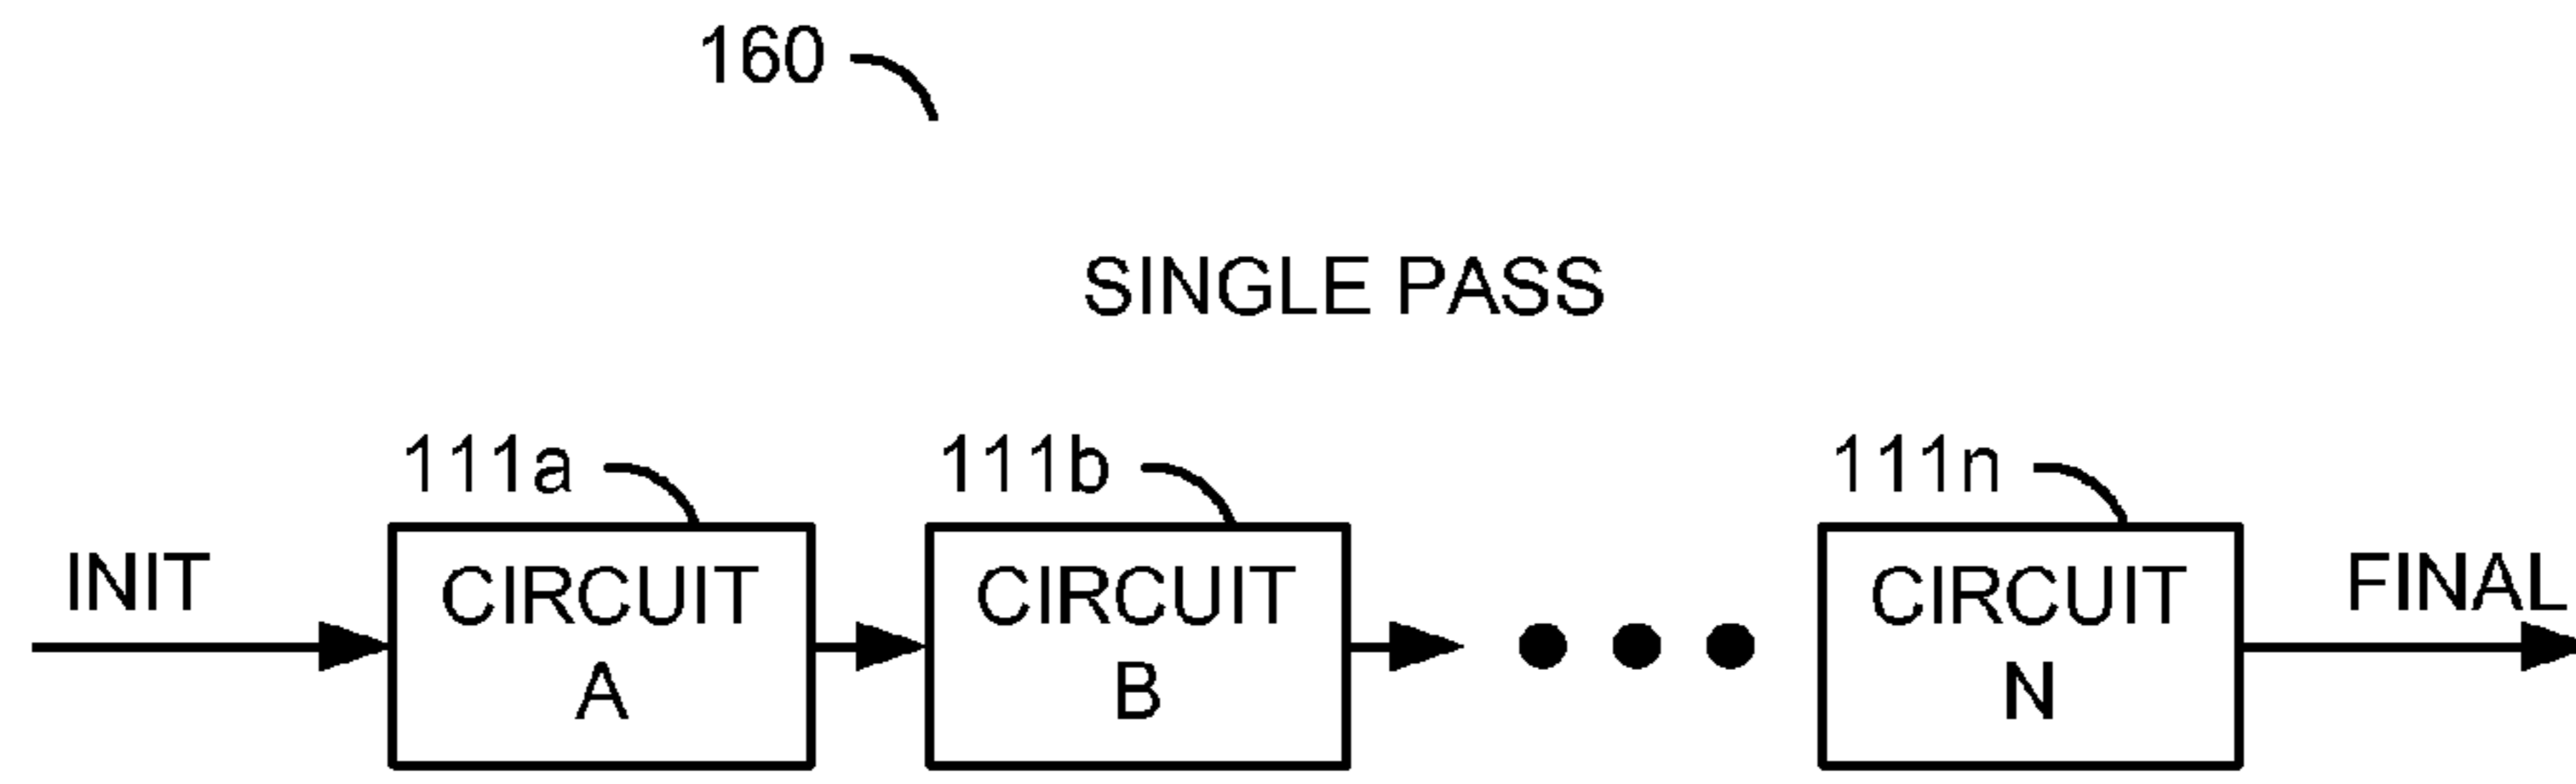 160
SINGLE PASS
111a 111b 111n
INIT CIRCUIT CIRCUIT CIRCUIT FINAL
A B N